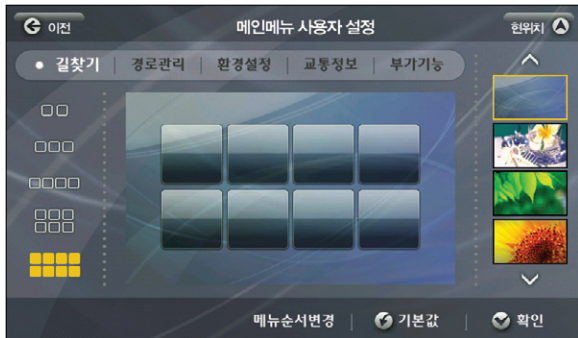 이전
메인메뉴 사용자 설정
현위치
길찾기 경로관리 환경설정 교통정보 부가기능
메뉴순서변경 기본값 확인